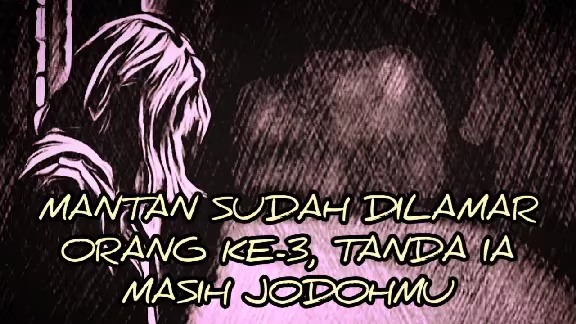 MANTAN SUDAH DILAMAR
ORANG KE-3, TANDA IA
MASIH JODOHMU